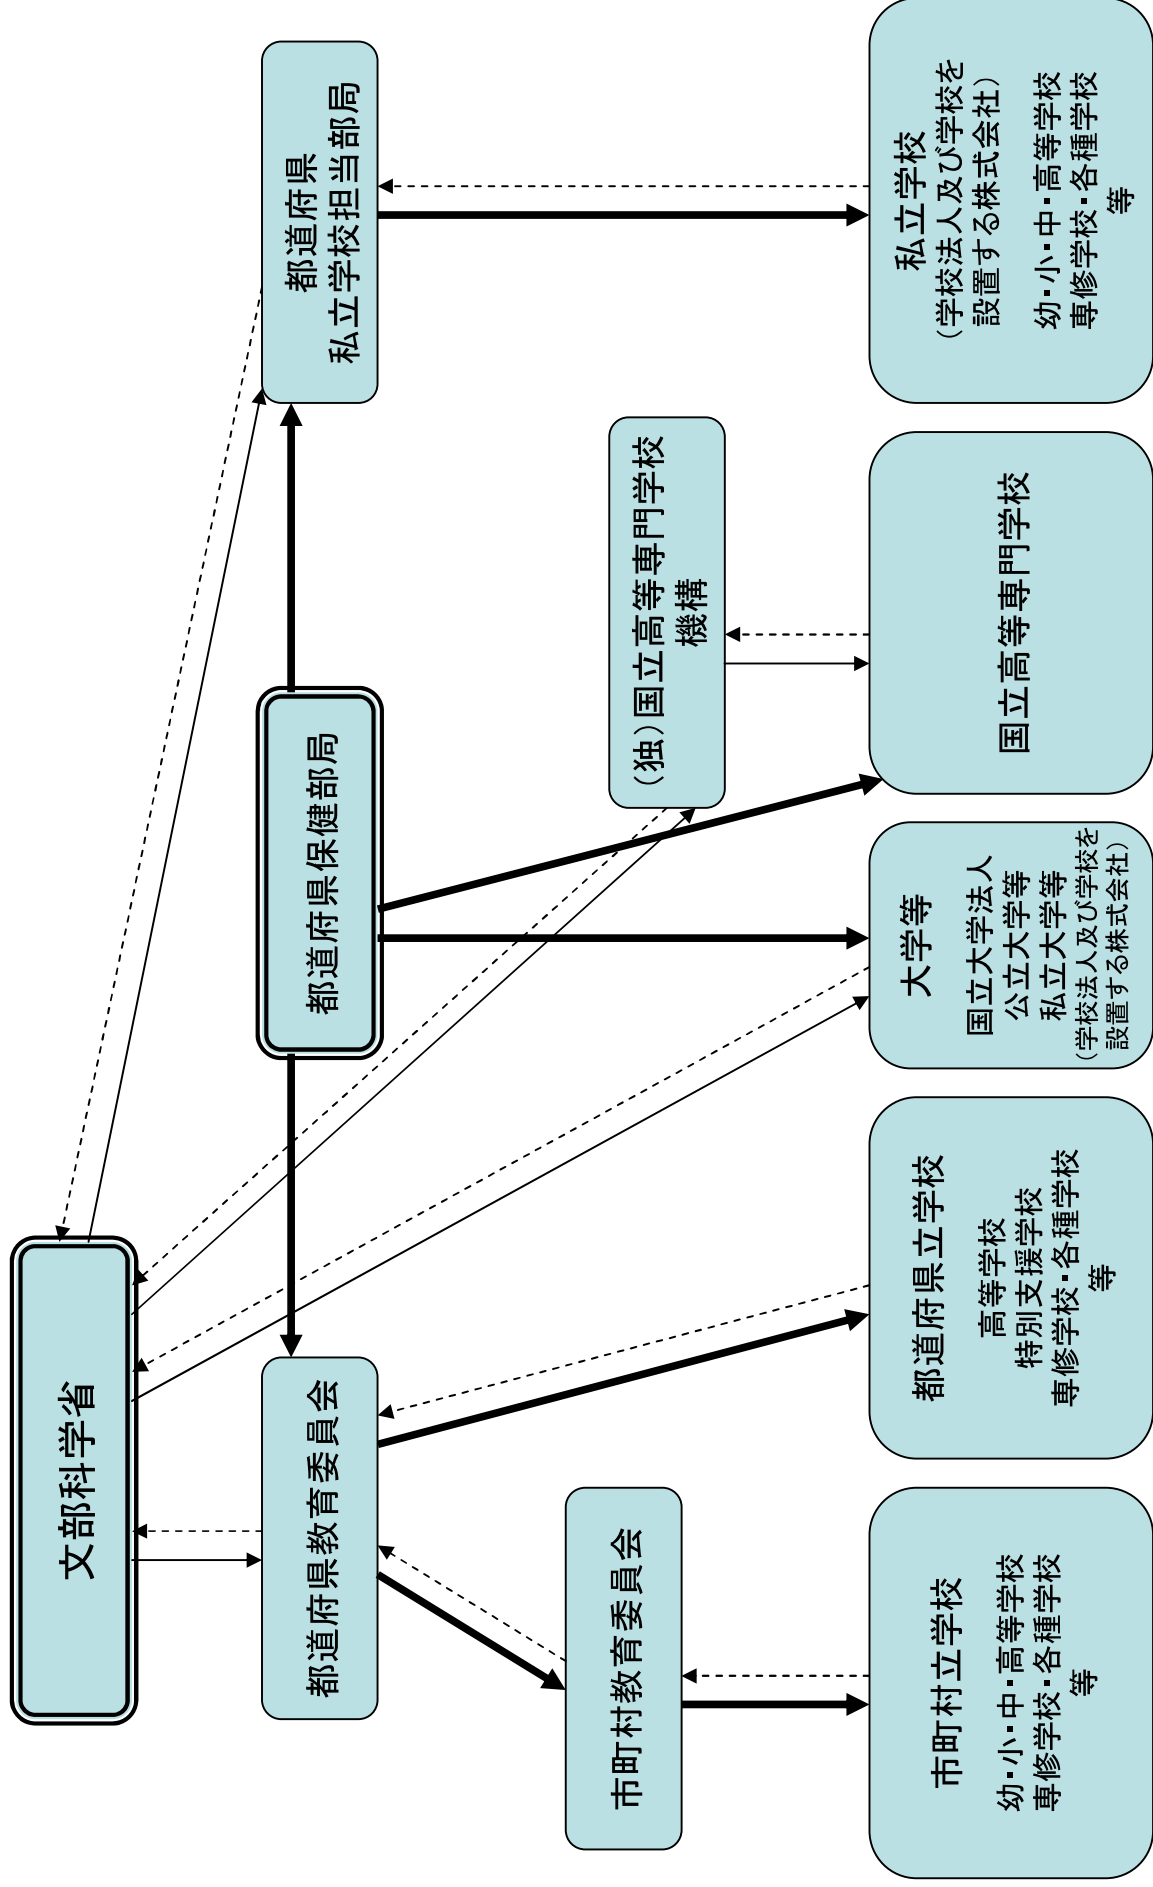 文部科学省
都道府県教育委員会
都道府県保健部局
都道府県
私立学校担当部局
市町村教育委員会
（独）国立高等専門学校
機構
市町村立学校
幼・小・中・高等学校
専修学校・各種学校
等
都道府県立学校
高等学校
特別支援学校
専修学校・各種学校
等
大学等
国立大学法人
公立大学等
私立大学等
（学校法人及び学校を
設置する株式会社）
国立高等専門学校
私立学校
（学校法人及び学校を
設置する株式会社）
幼・小・中・高等学校
専修学校・各種学校
等